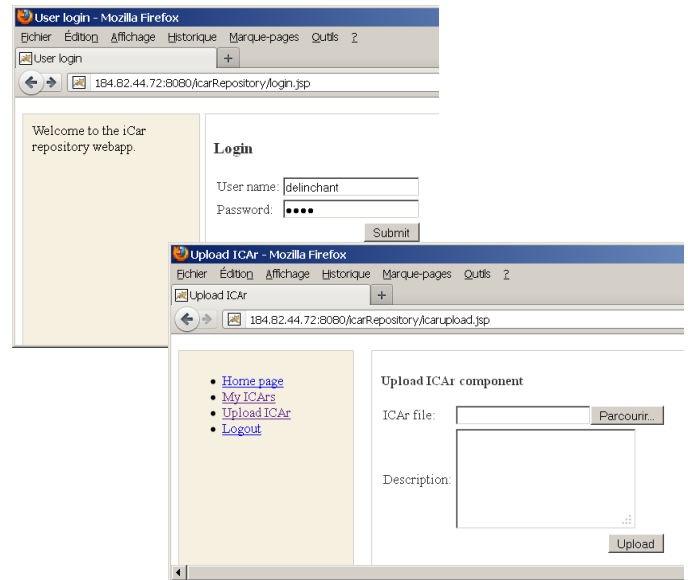 User login - Mozilla Firefox
Fichier Édition Affichage Historique Marque-pages Outils ?
User login +
184.82.44.72:8080/icarRepository/login.jsp
Welcome to the iCar
repository webapp.
Login
User name: delinchant
Password: ●●●●
Submit
Upload ICAr - Mozilla Firefox
Fichier Édition Affichage Historique Marque-pages Outils ?
Upload ICAr +
184.82.44.72:8080/icarRepository/icarupload.jsp
• Home page
• My ICArs
• Upload ICAr
• Logout
Upload ICAr component
ICAr file: Parcourir...
Description:
Upload